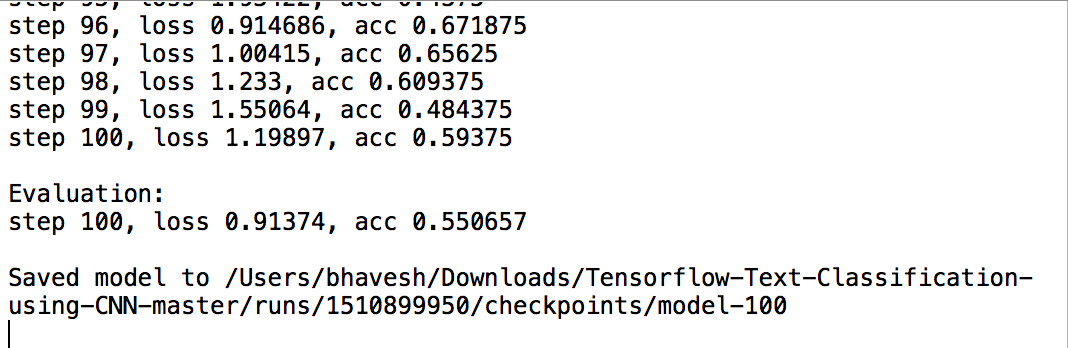 step 96, loss 0.914686, acc 0.671875
step 97, loss 1.00415, acc 0.65625
step 98, loss 1.233, acc 0.609375
step 99, loss 1.55064, acc 0.484375
step 100, loss 1.19897, acc 0.59375
Evaluation:
step 100, loss 0.91374, acc 0.550657
Saved model to /Users/bhavesh/Downloads/Tensorflow-Text-Classification-
using-CNN-master/runs/1510899950/checkpoints/model-100